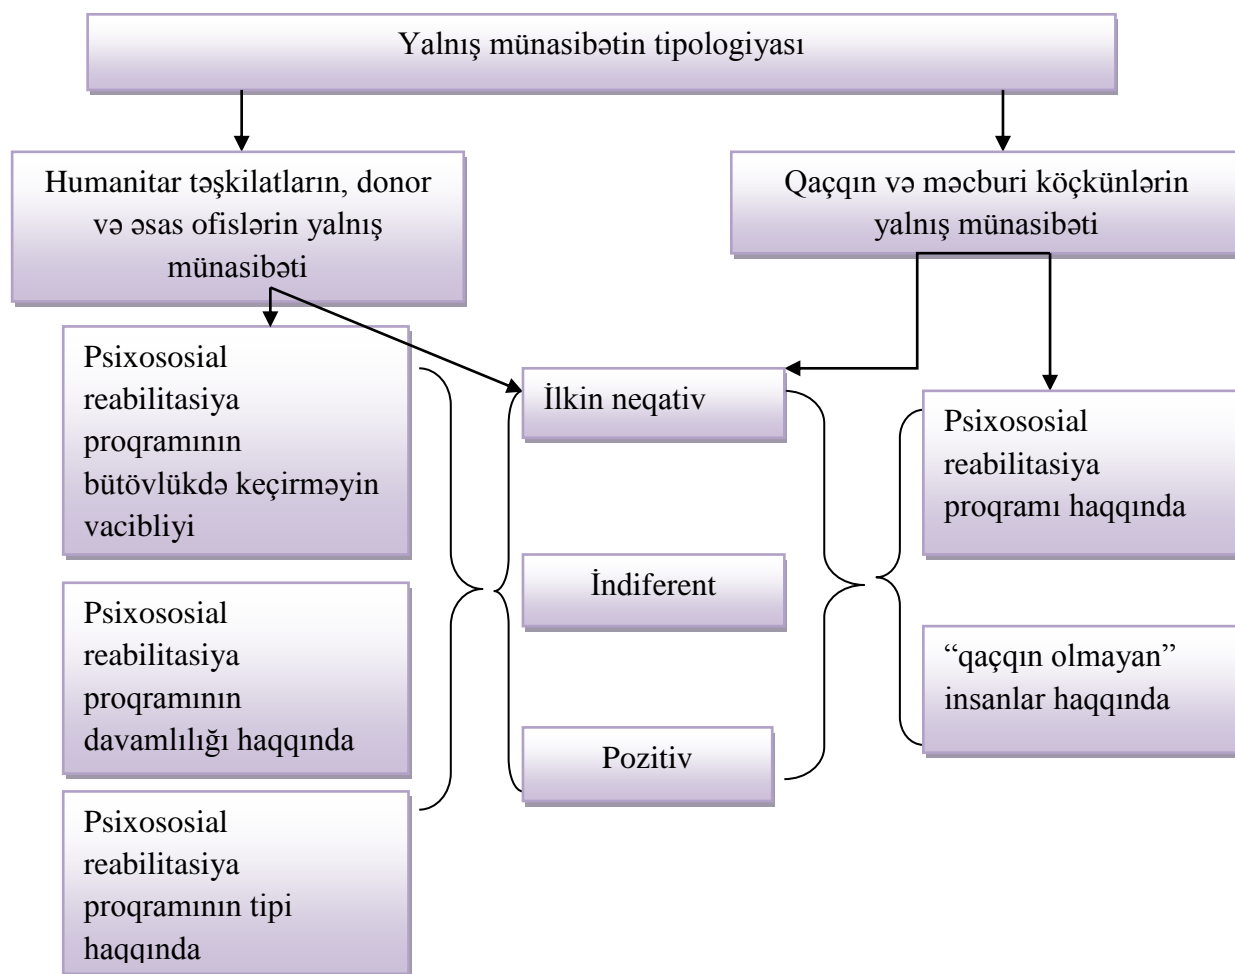 Yalnış münasibətin tipologiyası
Humanitar təşkilatların, donor
və əsas ofislərin yalnış
münasibəti
Qaçqın və məcburi köçkünlərin
yalnış münasibəti
Psixososial
reabilitasiya
proqramının
bütövlükdə keçirməyin
vacibliyi
Psixososial
reabilitasiya
proqramının
davamlılığı haqqında
Psixososial
reabilitasiya
proqramının tipi
haqqında
İlkin neqativ
İndiferent
Pozitiv
Psixososial
reabilitasiya
proqramı haqqında
“qaçqın olmayan”
insanlar haqqında